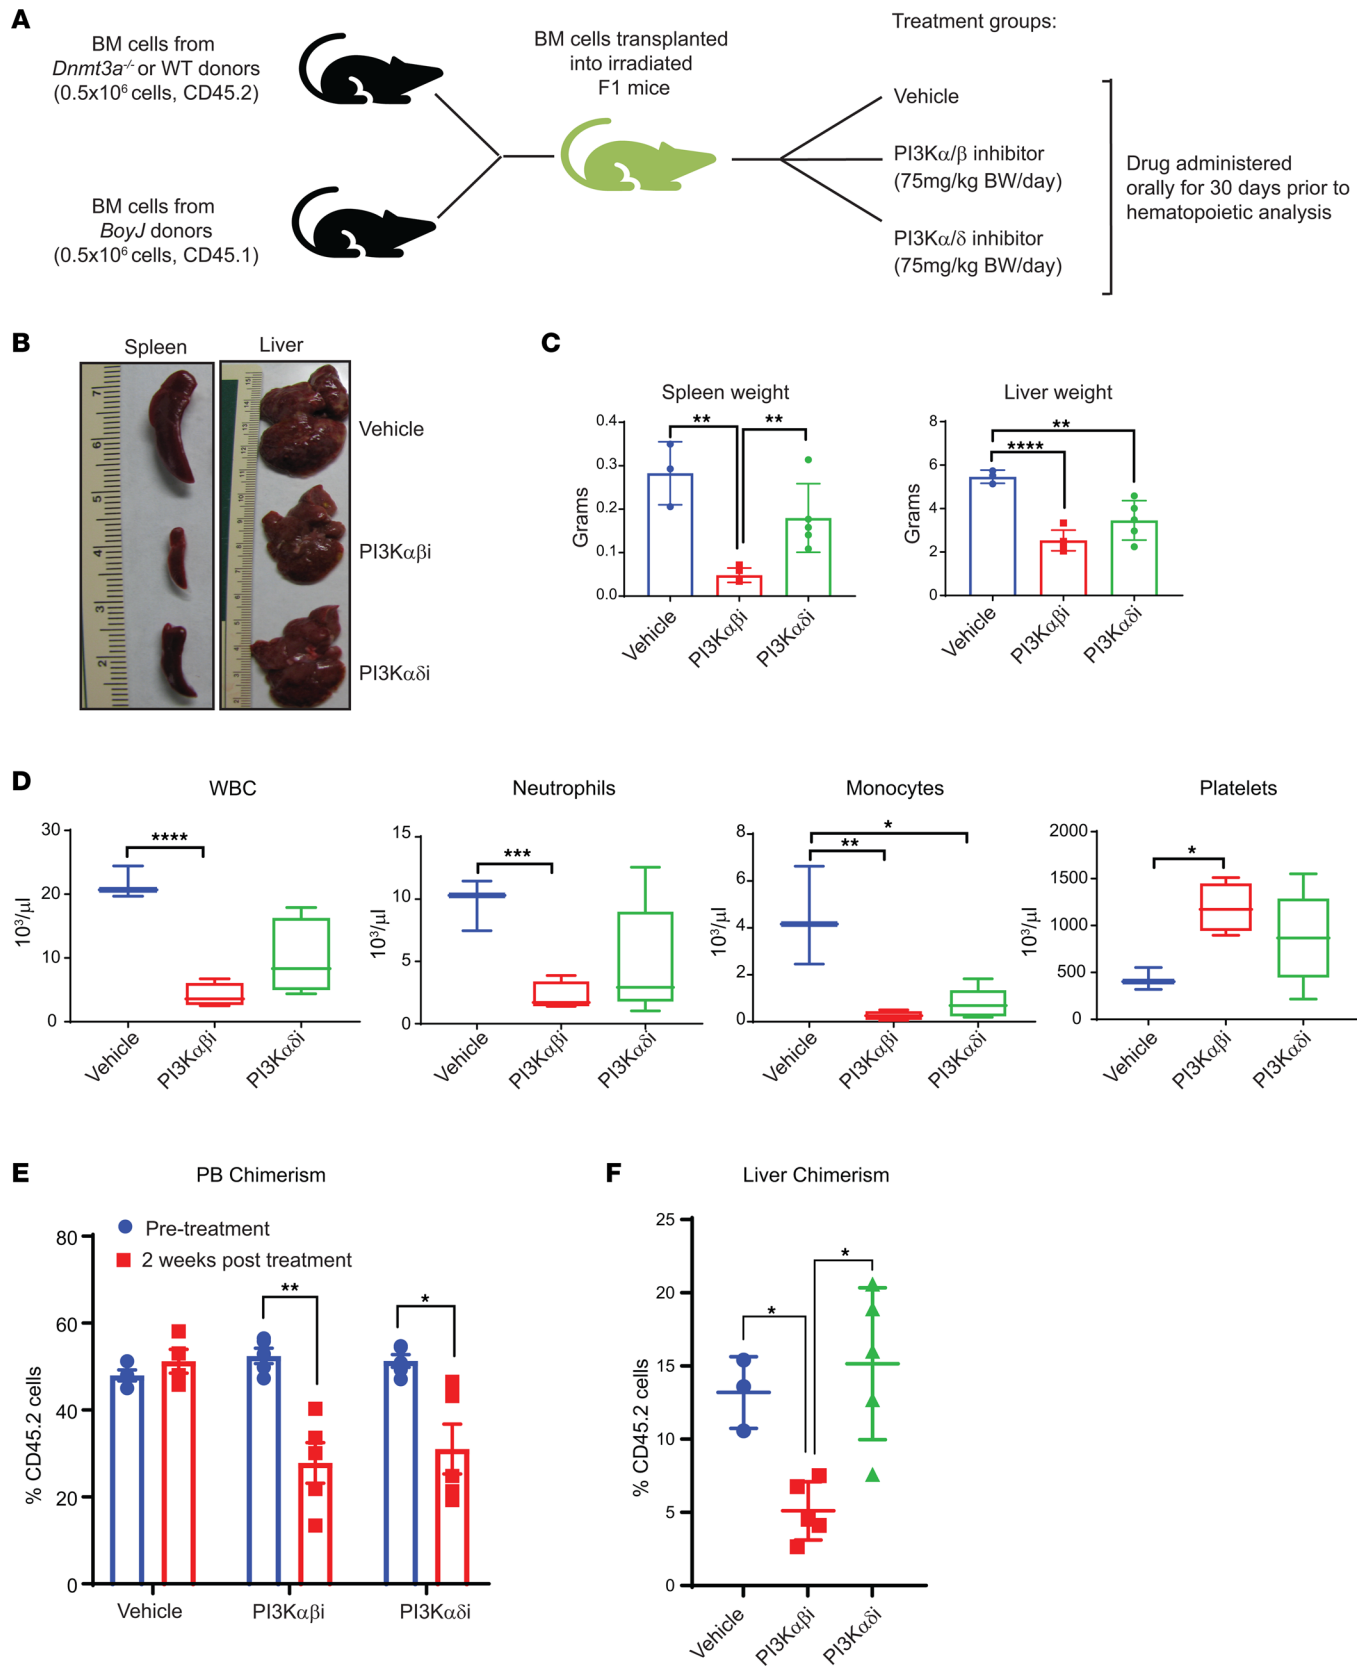 A
BM cells from
Dnmt3a-/- or WT donors
(0.5x10⁶ cells, CD45.2)
BM cells from
BoyJ donors
(0.5x10⁶ cells, CD45.1)
BM cells transplanted
into irradiated
F1 mice
Treatment groups:
Vehicle
PI3Kα/β inhibitor
(75mg/kg BW/day)
PI3Kα/δ inhibitor
(75mg/kg BW/day)
Drug administered
orally for 30 days prior to
hematopoietic analysis
B
Spleen
Liver
7
6
5
4
3
2
Vehicle
PI3Kαβi
PI3Kαδi
C
Spleen weight
Grams
0.4
0.3
0.2
0.1
0.0
**
**
Vehicle
PI3Kαβi
PI3Kαδi
Liver weight
Grams
8
6
4
2
0
**
****
Vehicle
PI3Kαβi
PI3Kαδi
D
WBC
10³/μl
30
20
10
0
****
Vehicle
PI3Kαβi
PI3Kαδi
Neutrophils
10³/μl
15
10
5
0
***
Vehicle
PI3Kαβi
PI3Kαδi
Monocytes
10³/μl
8
6
4
2
0
*
**
Vehicle
PI3Kαβi
PI3Kαδi
Platelets
10³/μl
2000
1500
1000
500
0
*
Vehicle
PI3Kαβi
PI3Kαδi
E
PB Chimerism
Pre-treatment
2 weeks post treatment
% CD45.2 cells
80
60
40
20
0
**
*
Vehicle
PI3Kαβi
PI3Kαδi
F
Liver Chimerism
% CD45.2 cells
25
20
15
10
5
0
*
*
Vehicle
PI3Kαβi
PI3Kαδi